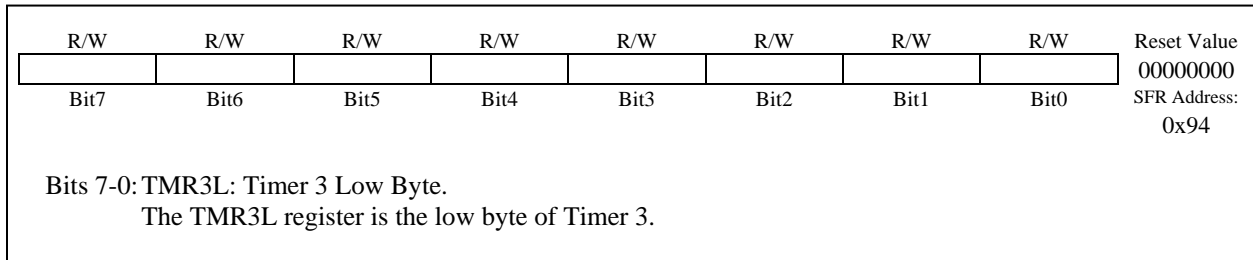 R/W R/W R/W R/W R/W R/W R/W R/W Reset Value
00000000
Bit7 Bit6 Bit5 Bit4 Bit3 Bit2 Bit1 Bit0 SFR Address:
0x94
Bits 7-0: TMR3L: Timer 3 Low Byte.
The TMR3L register is the low byte of Timer 3.